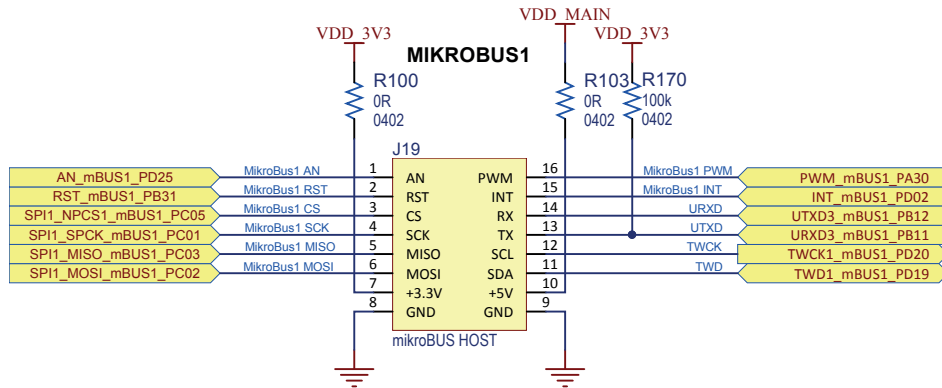 VDD_MAIN
VDD_3V3
VDD_3V3
MIKROBUS1
R100
0R
0402
R103
0R
0402
R170
100k
0402
J19
AN_mBUS1_PD25 MikroBus1 AN 1 AN PWM 16 MikroBus1 PWM PWM_mBUS1_PA30
RST_mBUS1_PB31 MikroBus1 RST 2 RST INT 15 MikroBus1 INT INT_mBUS1_PD02
SPI1_NPCS1_mBUS1_PC05 MikroBus1 CS 3 CS RX 14 URXD UTXD3_mBUS1_PB12
SPI1_SPCK_mBUS1_PC01 MikroBus1 SCK 4 SCK TX 13 UTXD URXD3_mBUS1_PB11
SPI1_MISO_mBUS1_PC03 MikroBus1 MISO 5 MISO SCL 12 TWCK TWCK1_mBUS1_PD20
SPI1_MOSI_mBUS1_PC02 MikroBus1 MOSI 6 MOSI SDA 11 TWD TWD1_mBUS1_PD19
7 +3.3V +5V 10
8 GND GND 9
mikroBUS HOST